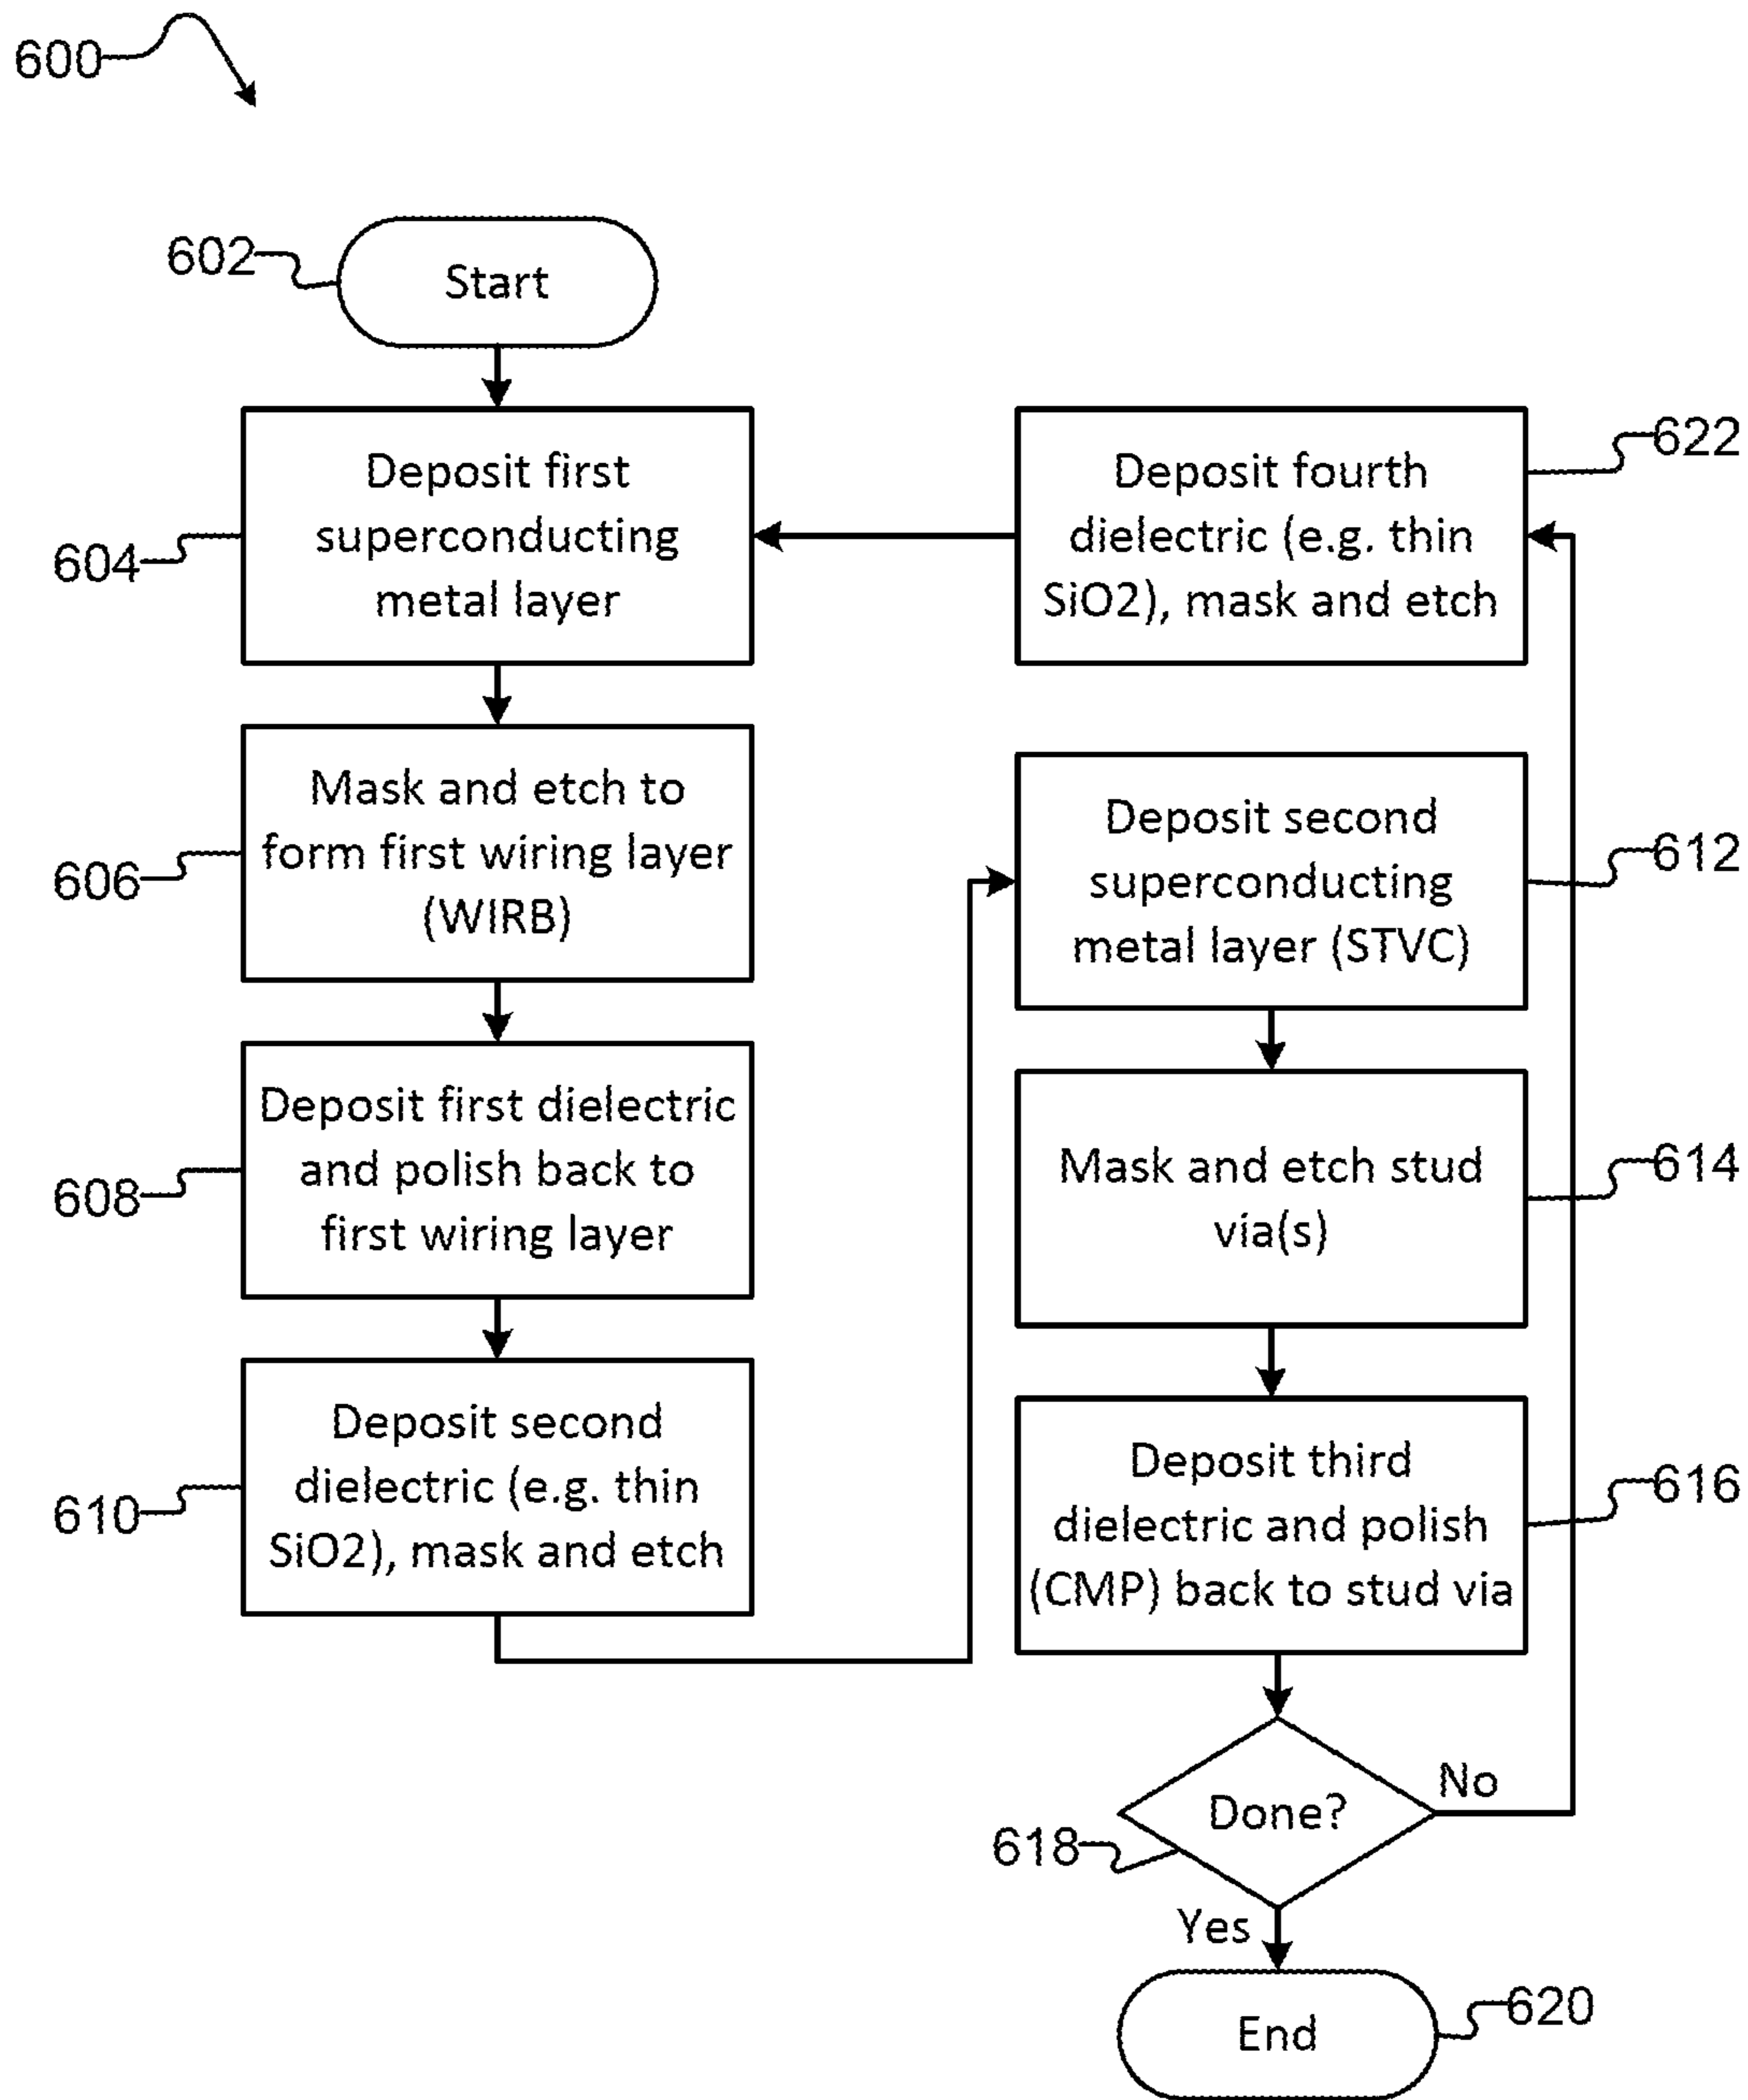 600
602
Start
Deposit first
superconducting
metal layer
604
Mask and etch to
form first wiring layer
(WIRB)
606
Deposit first dielectric
and polish back to
first wiring layer
608
Deposit second
dielectric (e.g. thin
SiO2), mask and etch
610
Deposit fourth
dielectric (e.g. thin
SiO2), mask and etch
622
Deposit second
superconducting
metal layer (STVC)
612
Mask and etch stud
via(s)
614
Deposit third
dielectric and polish
(CMP) back to stud via
616
Done?
No
618
Yes
End
620